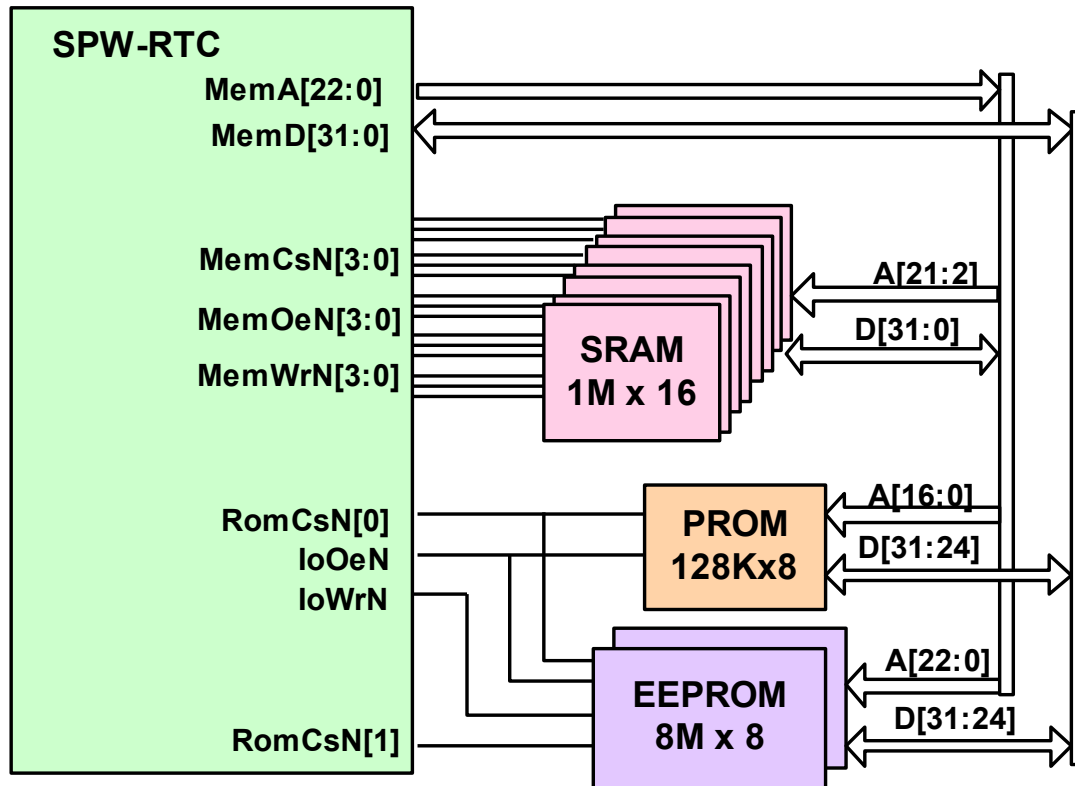 SPW-RTC
MemA[22:0]
MemD[31:0]
MemCsN[3:0]
MemOeN[3:0]
MemWrN[3:0]
SRAM
1M x 16
A[21:2]
D[31:0]
RomCsN[0]
IoOeN
IoWrN
PROM
128Kx8
A[16:0]
D[31:24]
EEPROM
8M x 8
A[22:0]
D[31:24]
RomCsN[1]